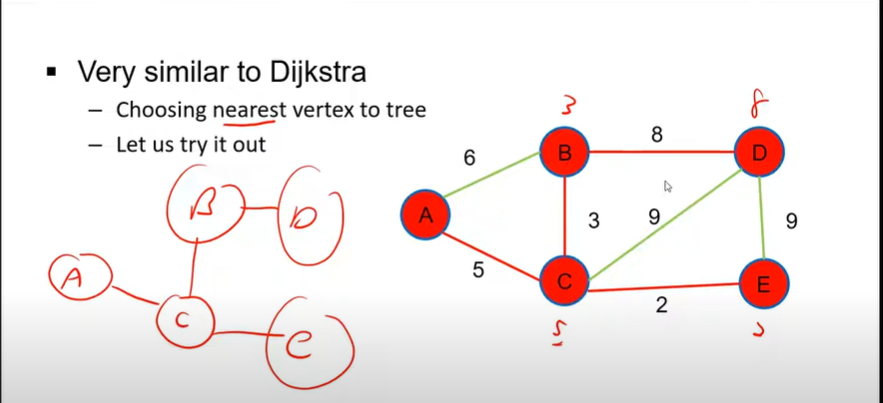 ▪ Very similar to Dijkstra
– Choosing nearest vertex to tree
– Let us try it out
3
8
8
6
B
D
A
3
9
9
5
C
E
2
5
B
D
A
C
e